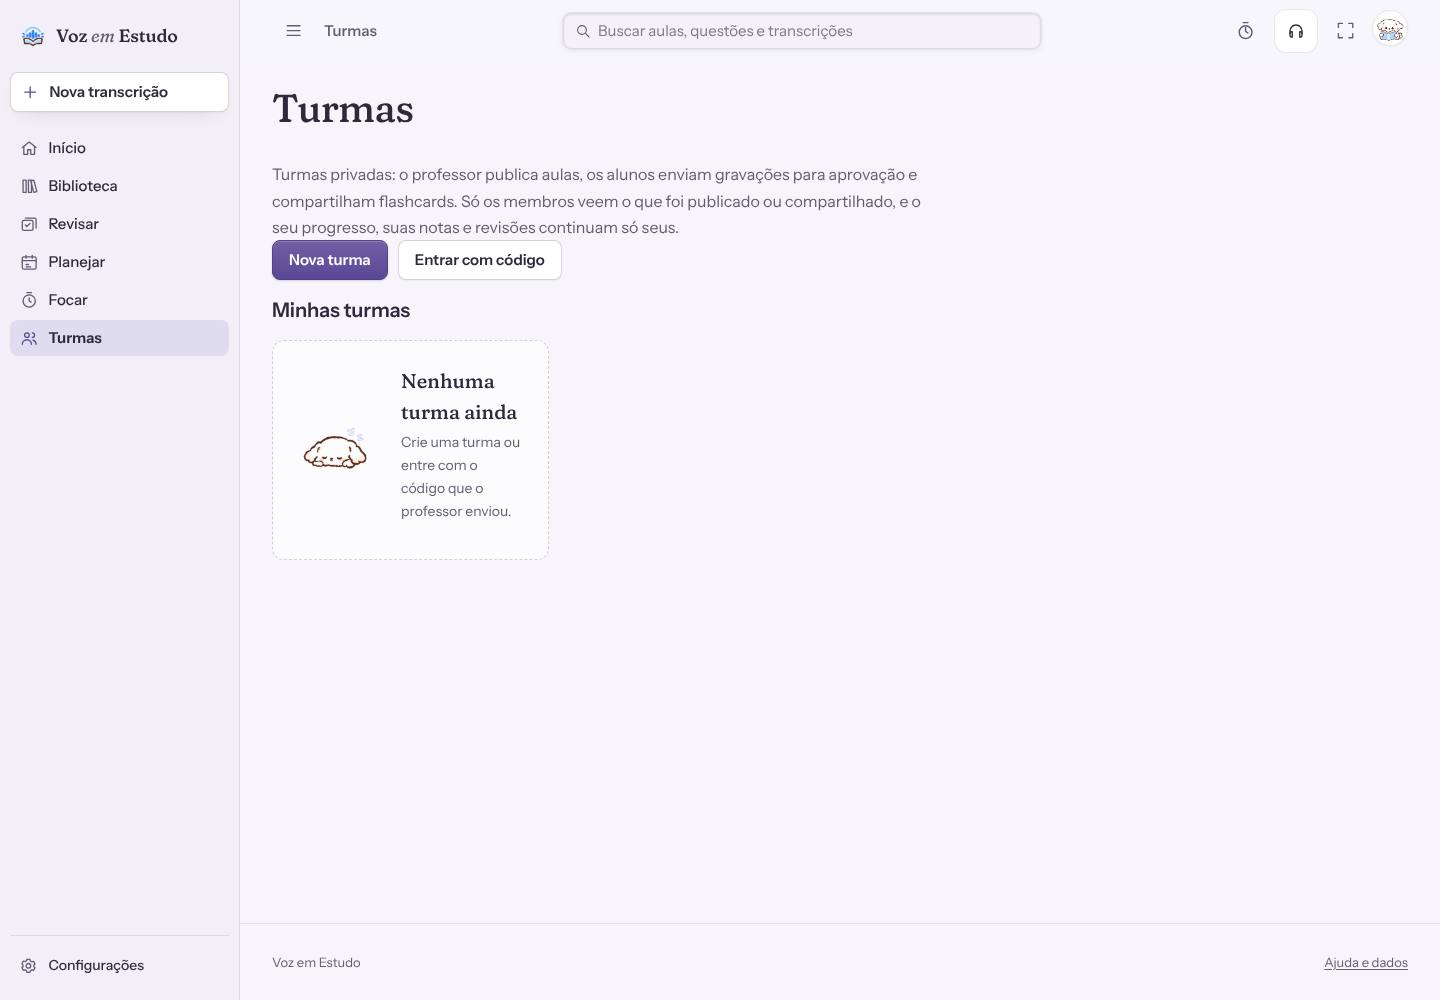 Voz em Estudo
Nova transcrição
Início
Biblioteca
Revisar
Planejar
Focar
Turmas
Configurações
Turmas
Buscar aulas, questões e transcrições
Turmas
Turmas privadas: o professor publica aulas, os alunos enviam gravações para aprovação e
compartilham flashcards. Só os membros veem o que foi publicado ou compartilhado, e o
seu progresso, suas notas e revisões continuam só seus.
Nova turma
Entrar com código
Minhas turmas
Nenhuma
turma ainda
Crie uma turma ou
entre com o
código que o
professor enviou.
Voz em Estudo
Ajuda e dados